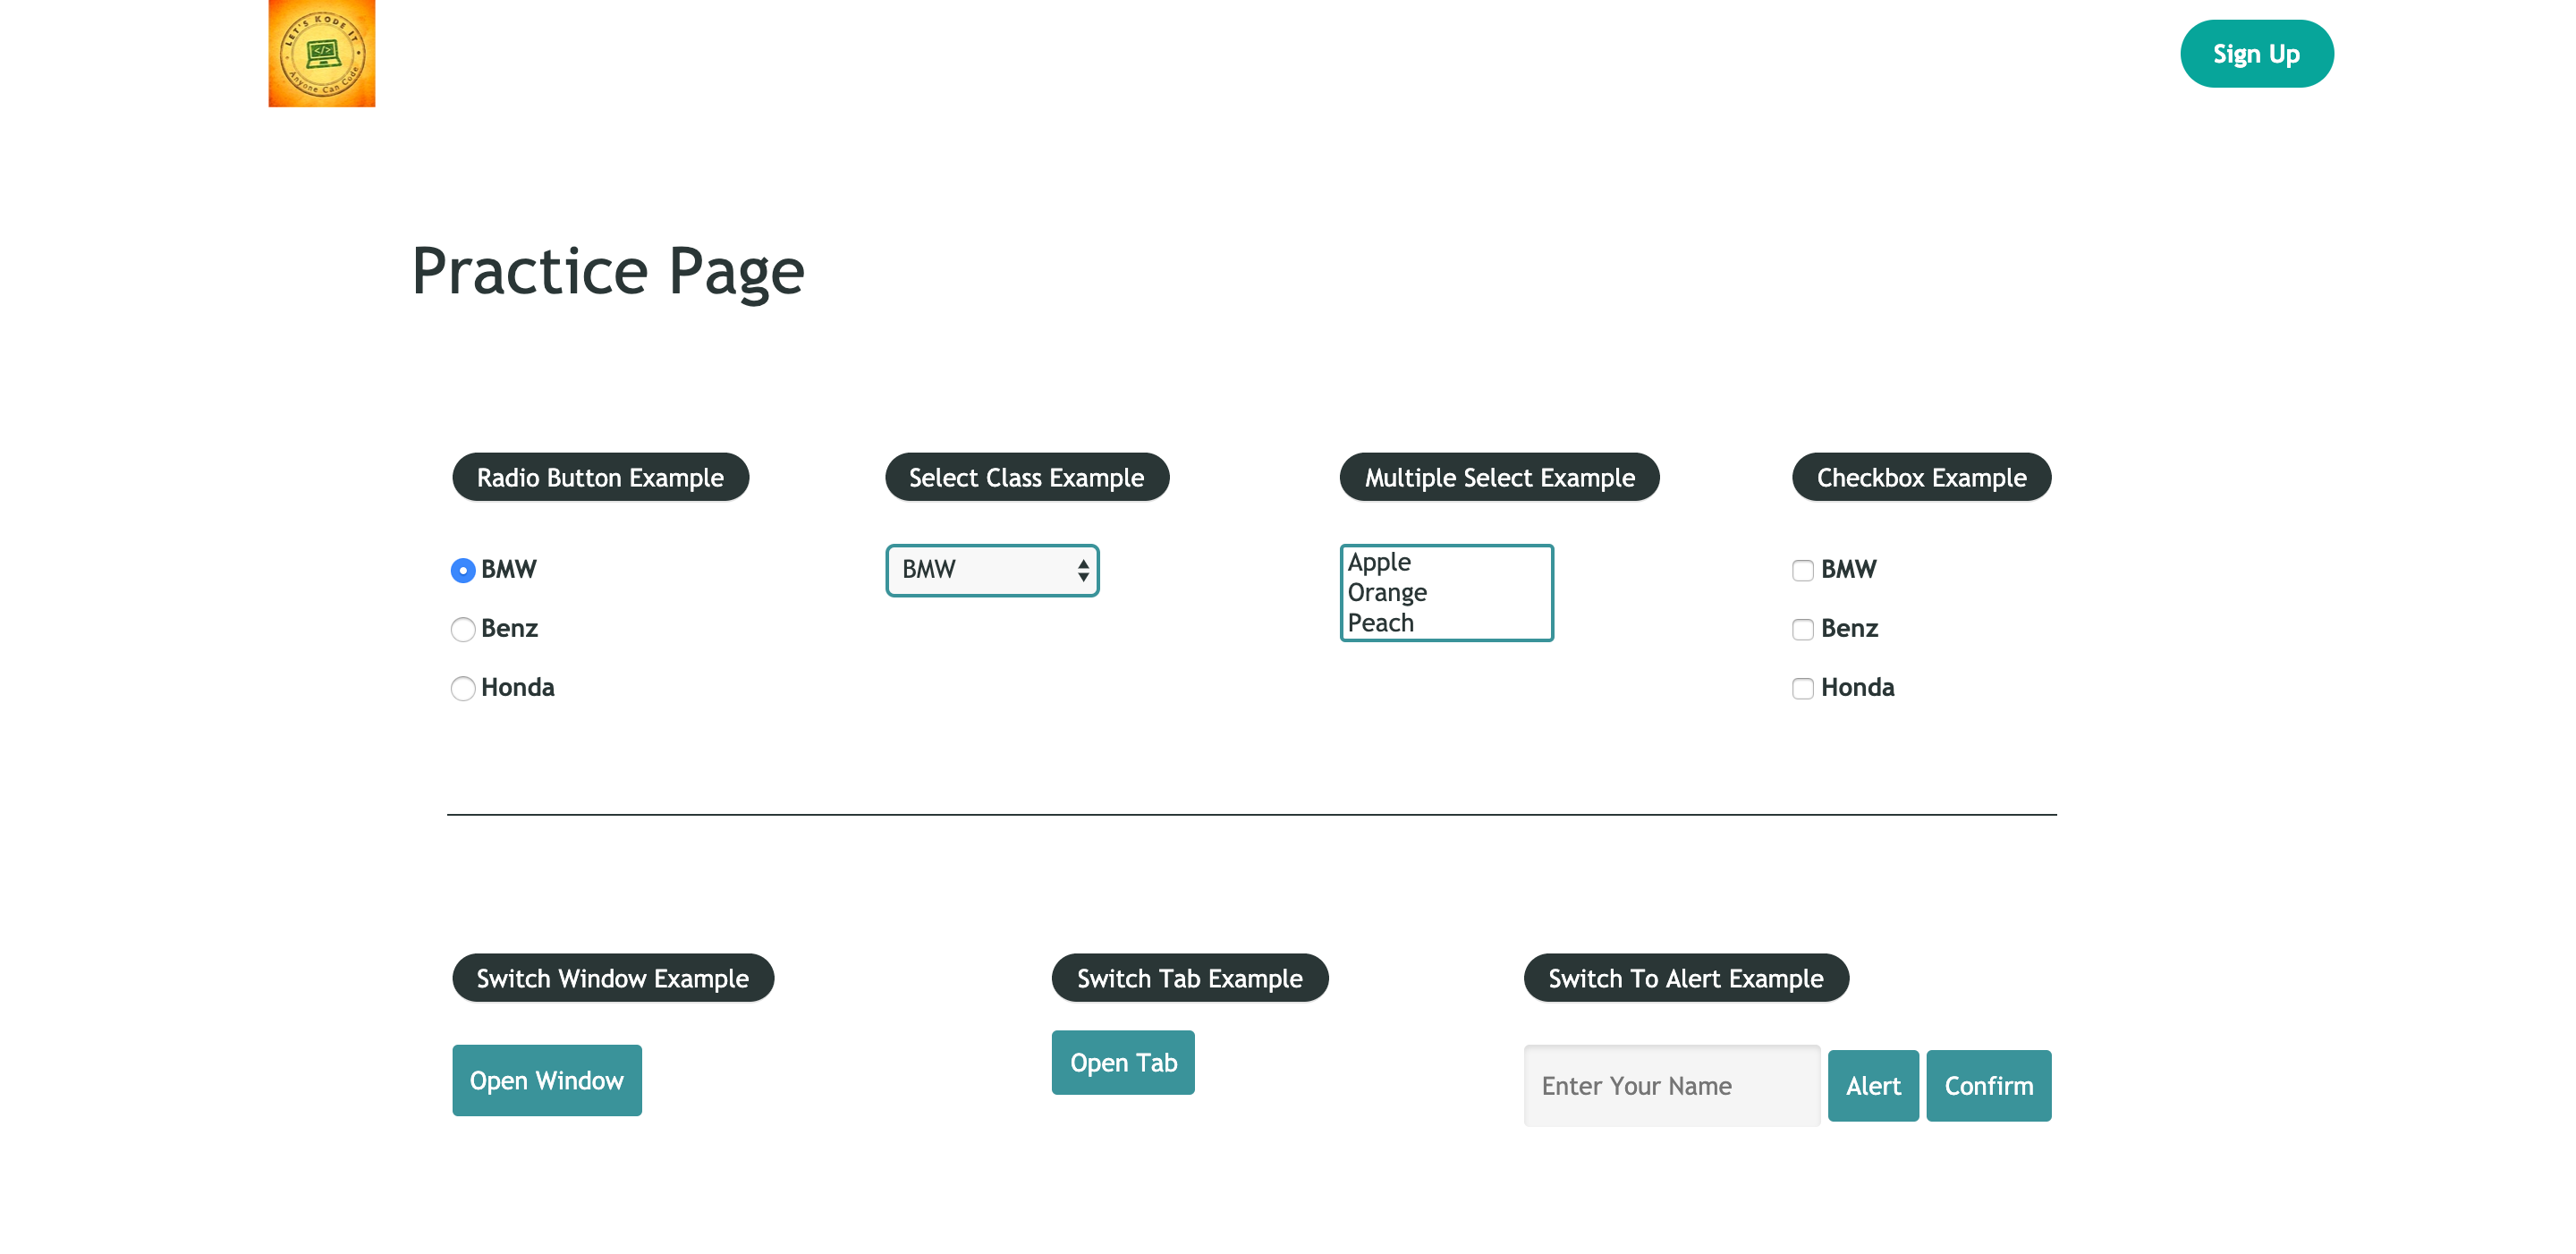 LET'S KODE IT
Anyone Can Code
Sign Up
Practice Page
Radio Button Example
Select Class Example
Multiple Select Example
Checkbox Example
BMW
Benz
Honda
BMW
Apple
Orange
Peach
BMW
Benz
Honda
Switch Window Example
Switch Tab Example
Switch To Alert Example
Open Window
Open Tab
Enter Your Name
Alert
Confirm